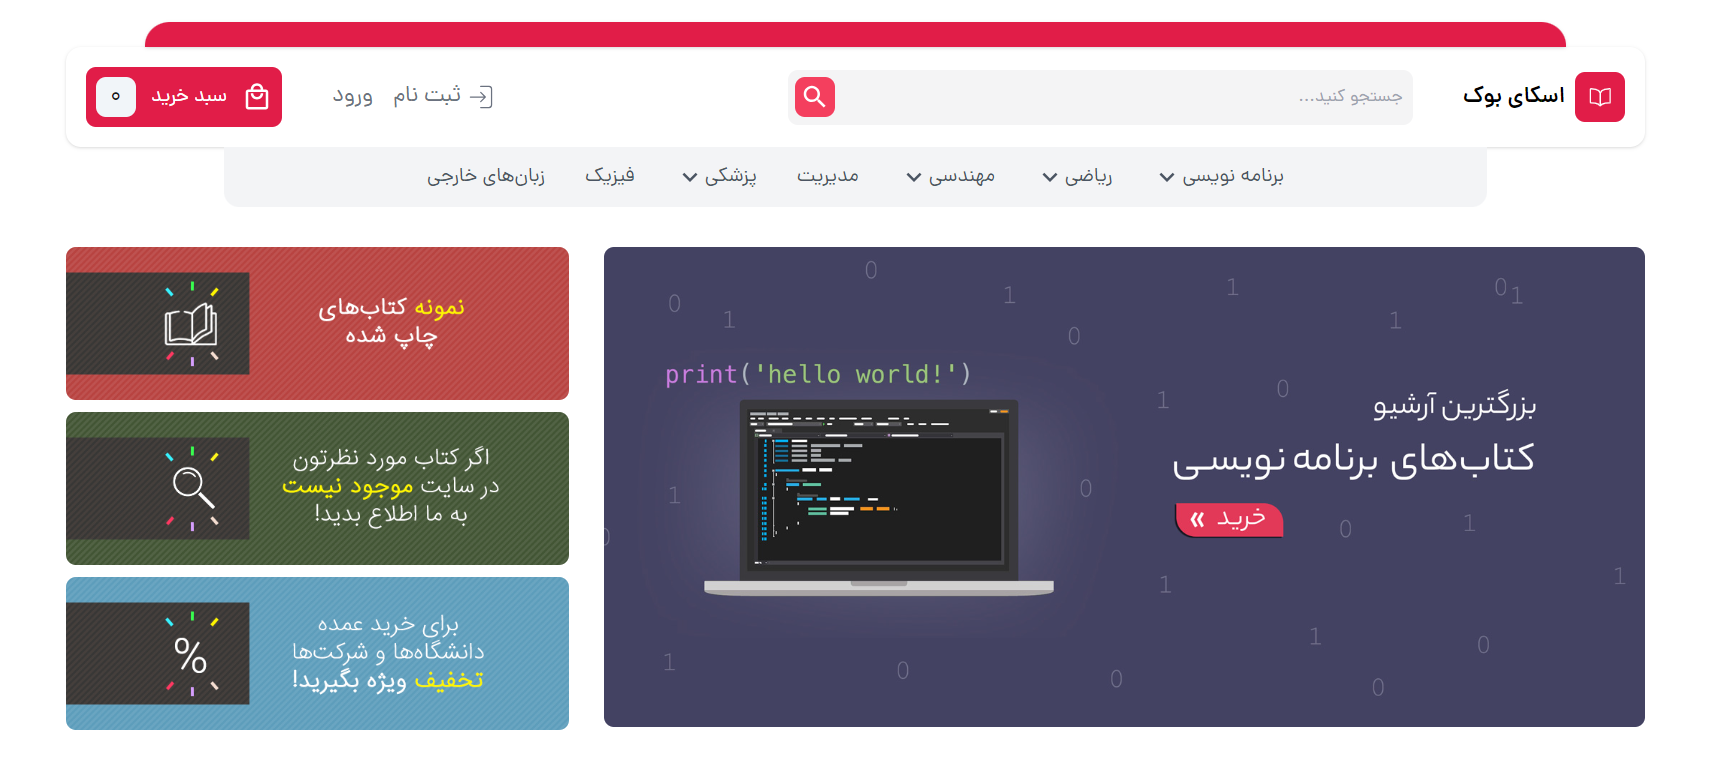 اسکای بوک
جستجو کنید...
ثبت نام
ورود
سبد خرید
۰
برنامه نویسی
ریاضی
مهندسی
مدیریت
پزشکی
فیزیک
زبان‌های خارجی
print('hello world!')
بزرگترین آرشیو
کتاب‌های برنامه نویسی
خرید »
نمونه کتاب‌های
چاپ شده
اگر کتاب مورد نظرتون
در سایت موجود نیست
به ما اطلاع بدید!
%
برای خرید عمده
دانشگاه‌ها و شرکت‌ها
تخفیف ویژه بگیرید!